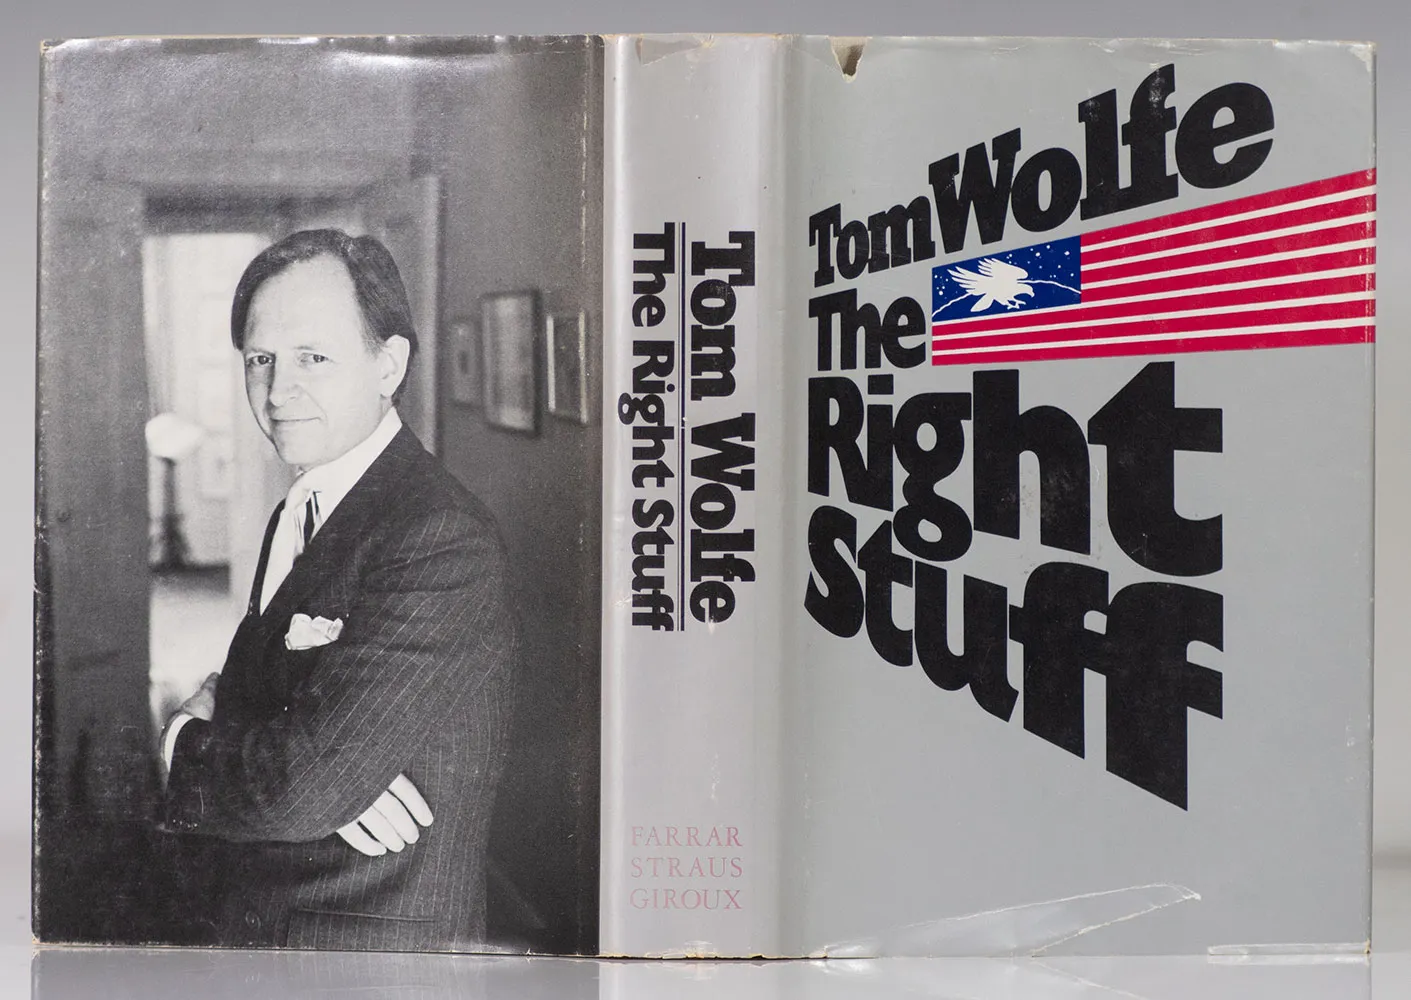 Tom Wolfe
The Right Stuff
FARRAR
STRAUS
GIROUX
Tom Wolfe
The
Right
Stuff